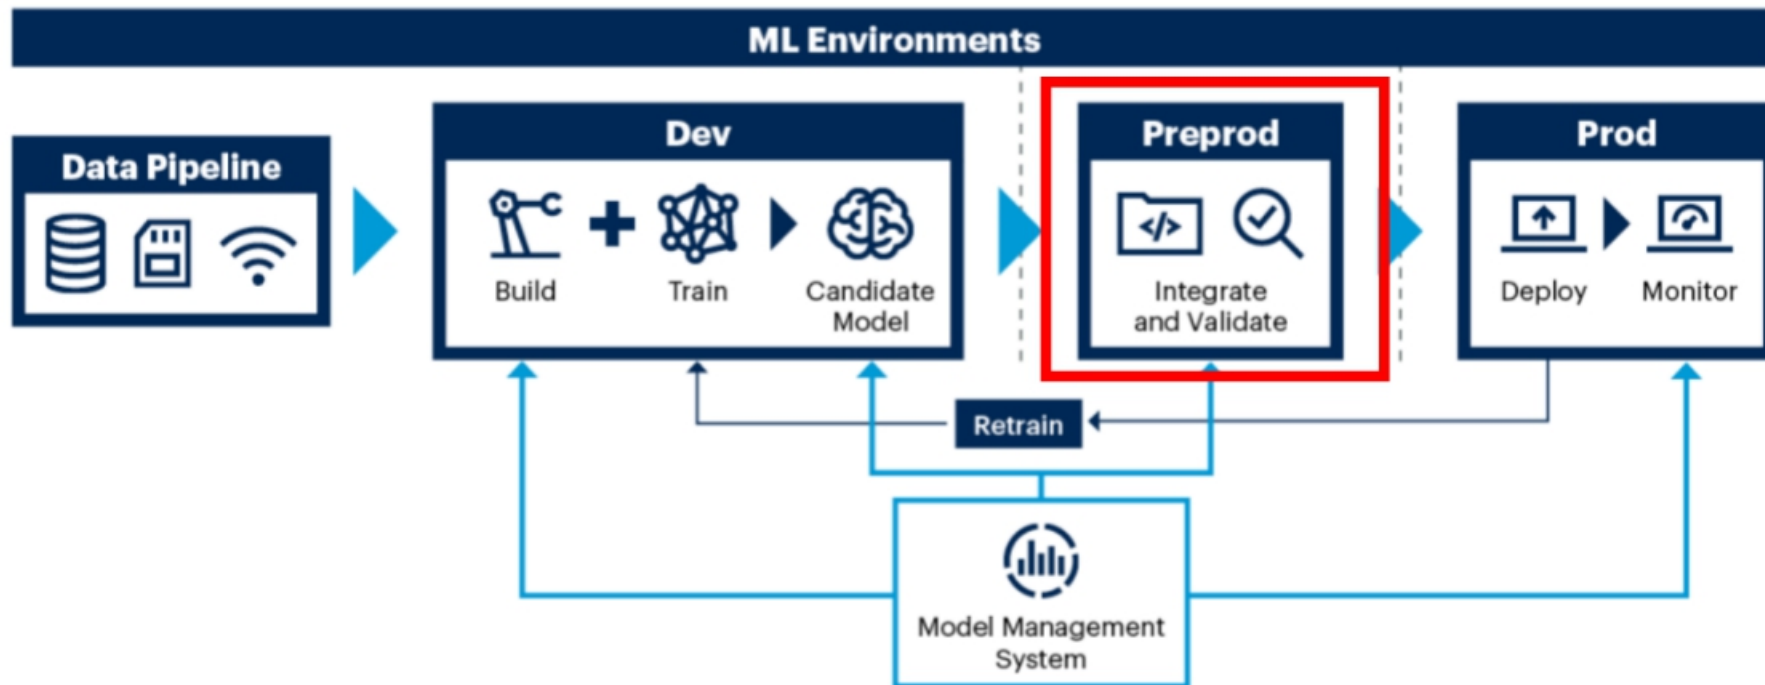 ML Environments
Data Pipeline
Dev
Build
Train
Candidate
Model
Preprod
</>
Integrate
and Validate
Prod
Deploy
Monitor
Retrain
Model Management
System